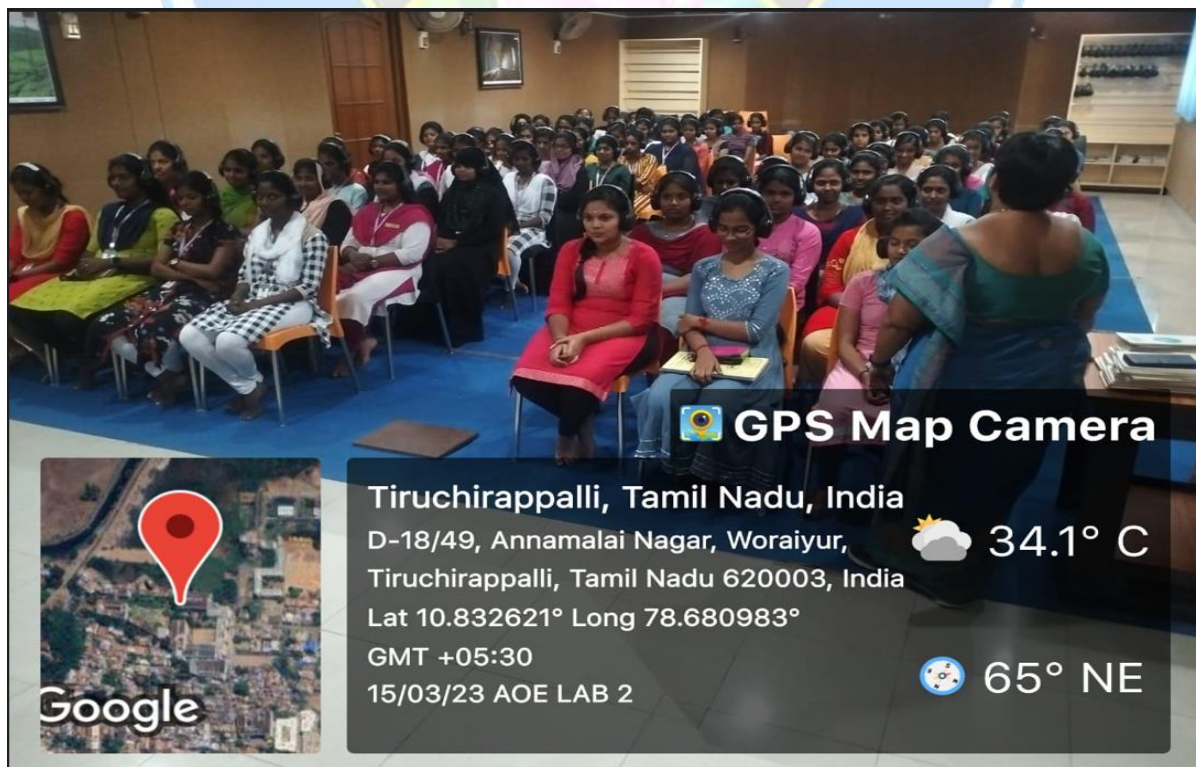 GPS Map Camera
Tiruchirappalli, Tamil Nadu, India
D-18/49, Annamalai Nagar, Woraiyur,
Tiruchirappalli, Tamil Nadu 620003, India
Lat 10.832621° Long 78.680983°
GMT +05:30
15/03/23 AOE LAB 2
34.1° C
65° NE
Google